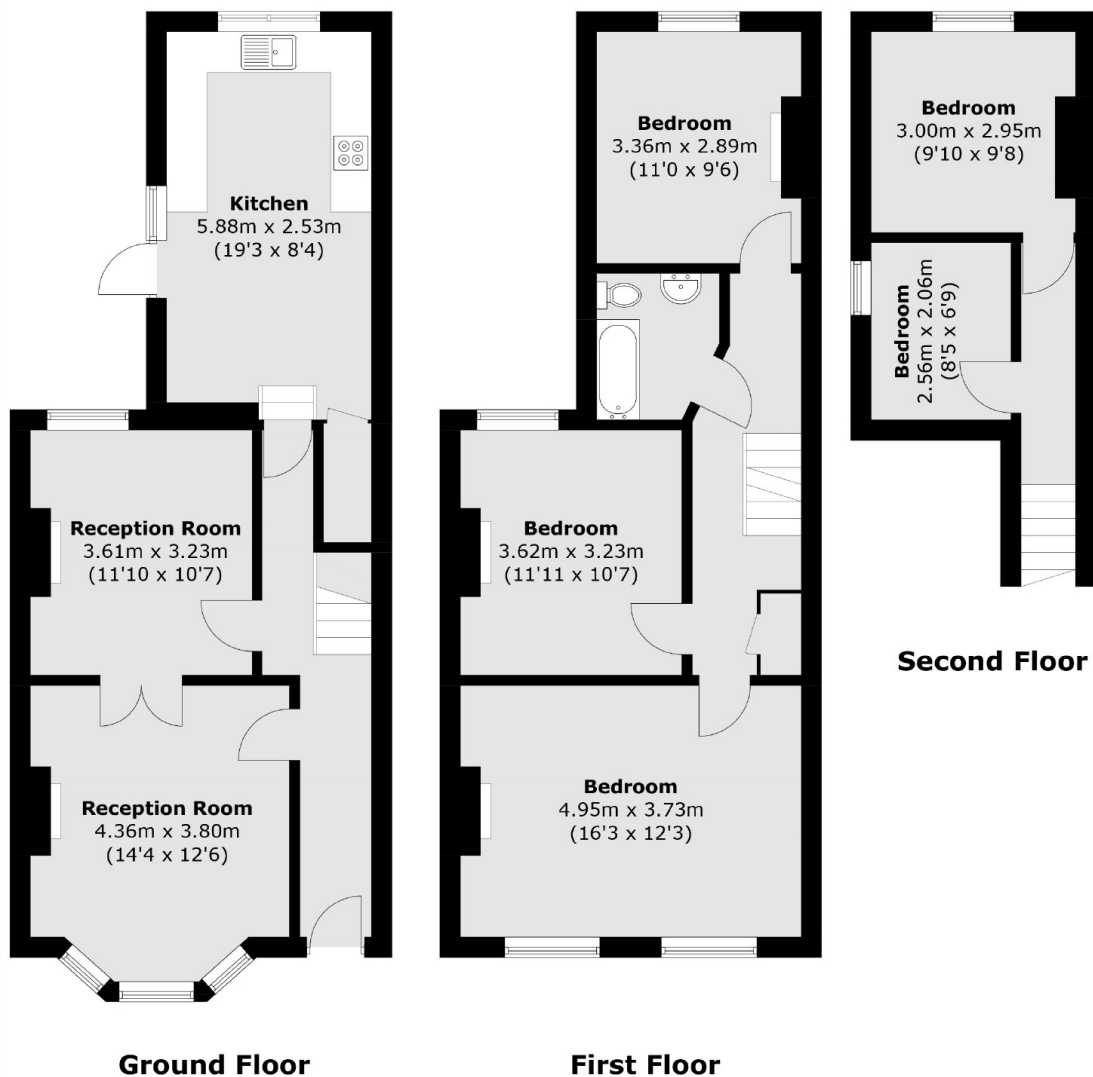 Kitchen
5.88m x 2.53m
(19'3 x 8'4)
Reception Room
3.61m x 3.23m
(11'10 x 10'7)
Reception Room
4.36m x 3.80m
(14'4 x 12'6)
Ground Floor
Bedroom
3.36m x 2.89m
(11'0 x 9'6)
Bedroom
3.62m x 3.23m
(11'11 x 10'7)
Bedroom
4.95m x 3.73m
(16'3 x 12'3)
First Floor
Bedroom
3.00m x 2.95m
(9'10 x 9'8)
Bedroom
2.56m x 2.06m
(8'5 x 6'9)
Second Floor